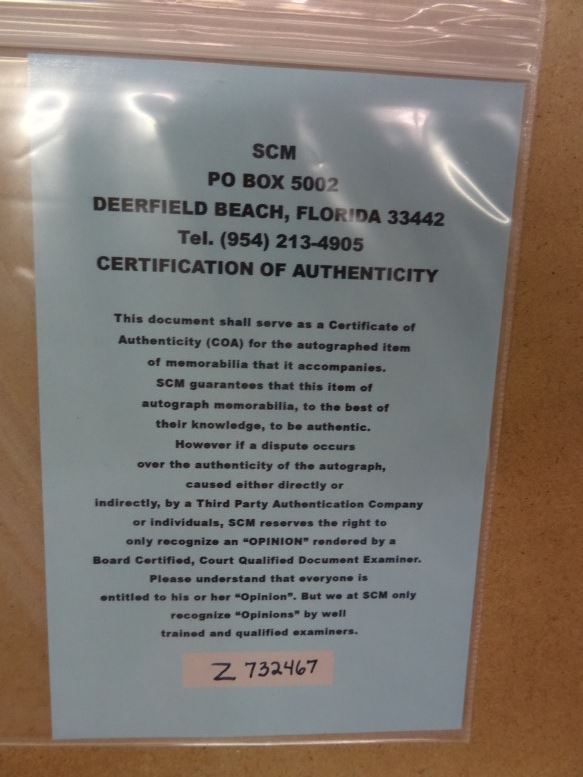 SCM
PO BOX 5002
DEERFIELD BEACH, FLORIDA 33442
Tel. (954) 213-4905
CERTIFICATION OF AUTHENTICITY
This document shall serve as a Certificate of
Authenticity (COA) for the autographed item
of memorabilia that it accompanies.
SCM guarantees that this item of
autograph memorabilia, to the best of
their knowledge, to be authentic.
However if a dispute occurs
over the authenticity of the autograph,
caused either directly or
indirectly, by a Third Party Authentication Company
or individuals, SCM reserves the right to
only recognize an "OPINION" rendered by a
Board Certified, Court Qualified Document Examiner.
Please understand that everyone is
entitled to his or her "Opinion". But we at SCM only
recognize "Opinions" by well
trained and qualified examiners.
Z 732467